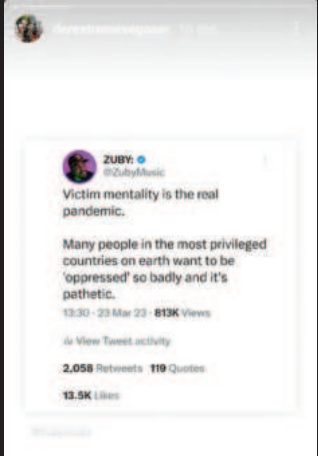 ZUBY:
@ZubyMusic
Victim mentality is the real
pandemic.
Many people in the most privileged
countries on earth want to be
'oppressed' so badly and it's
pathetic.
13:30 · 23 Mar 23 · 813K Views
View Tweet activity
2,058 Retweets 119 Quotes
13.5K Likes